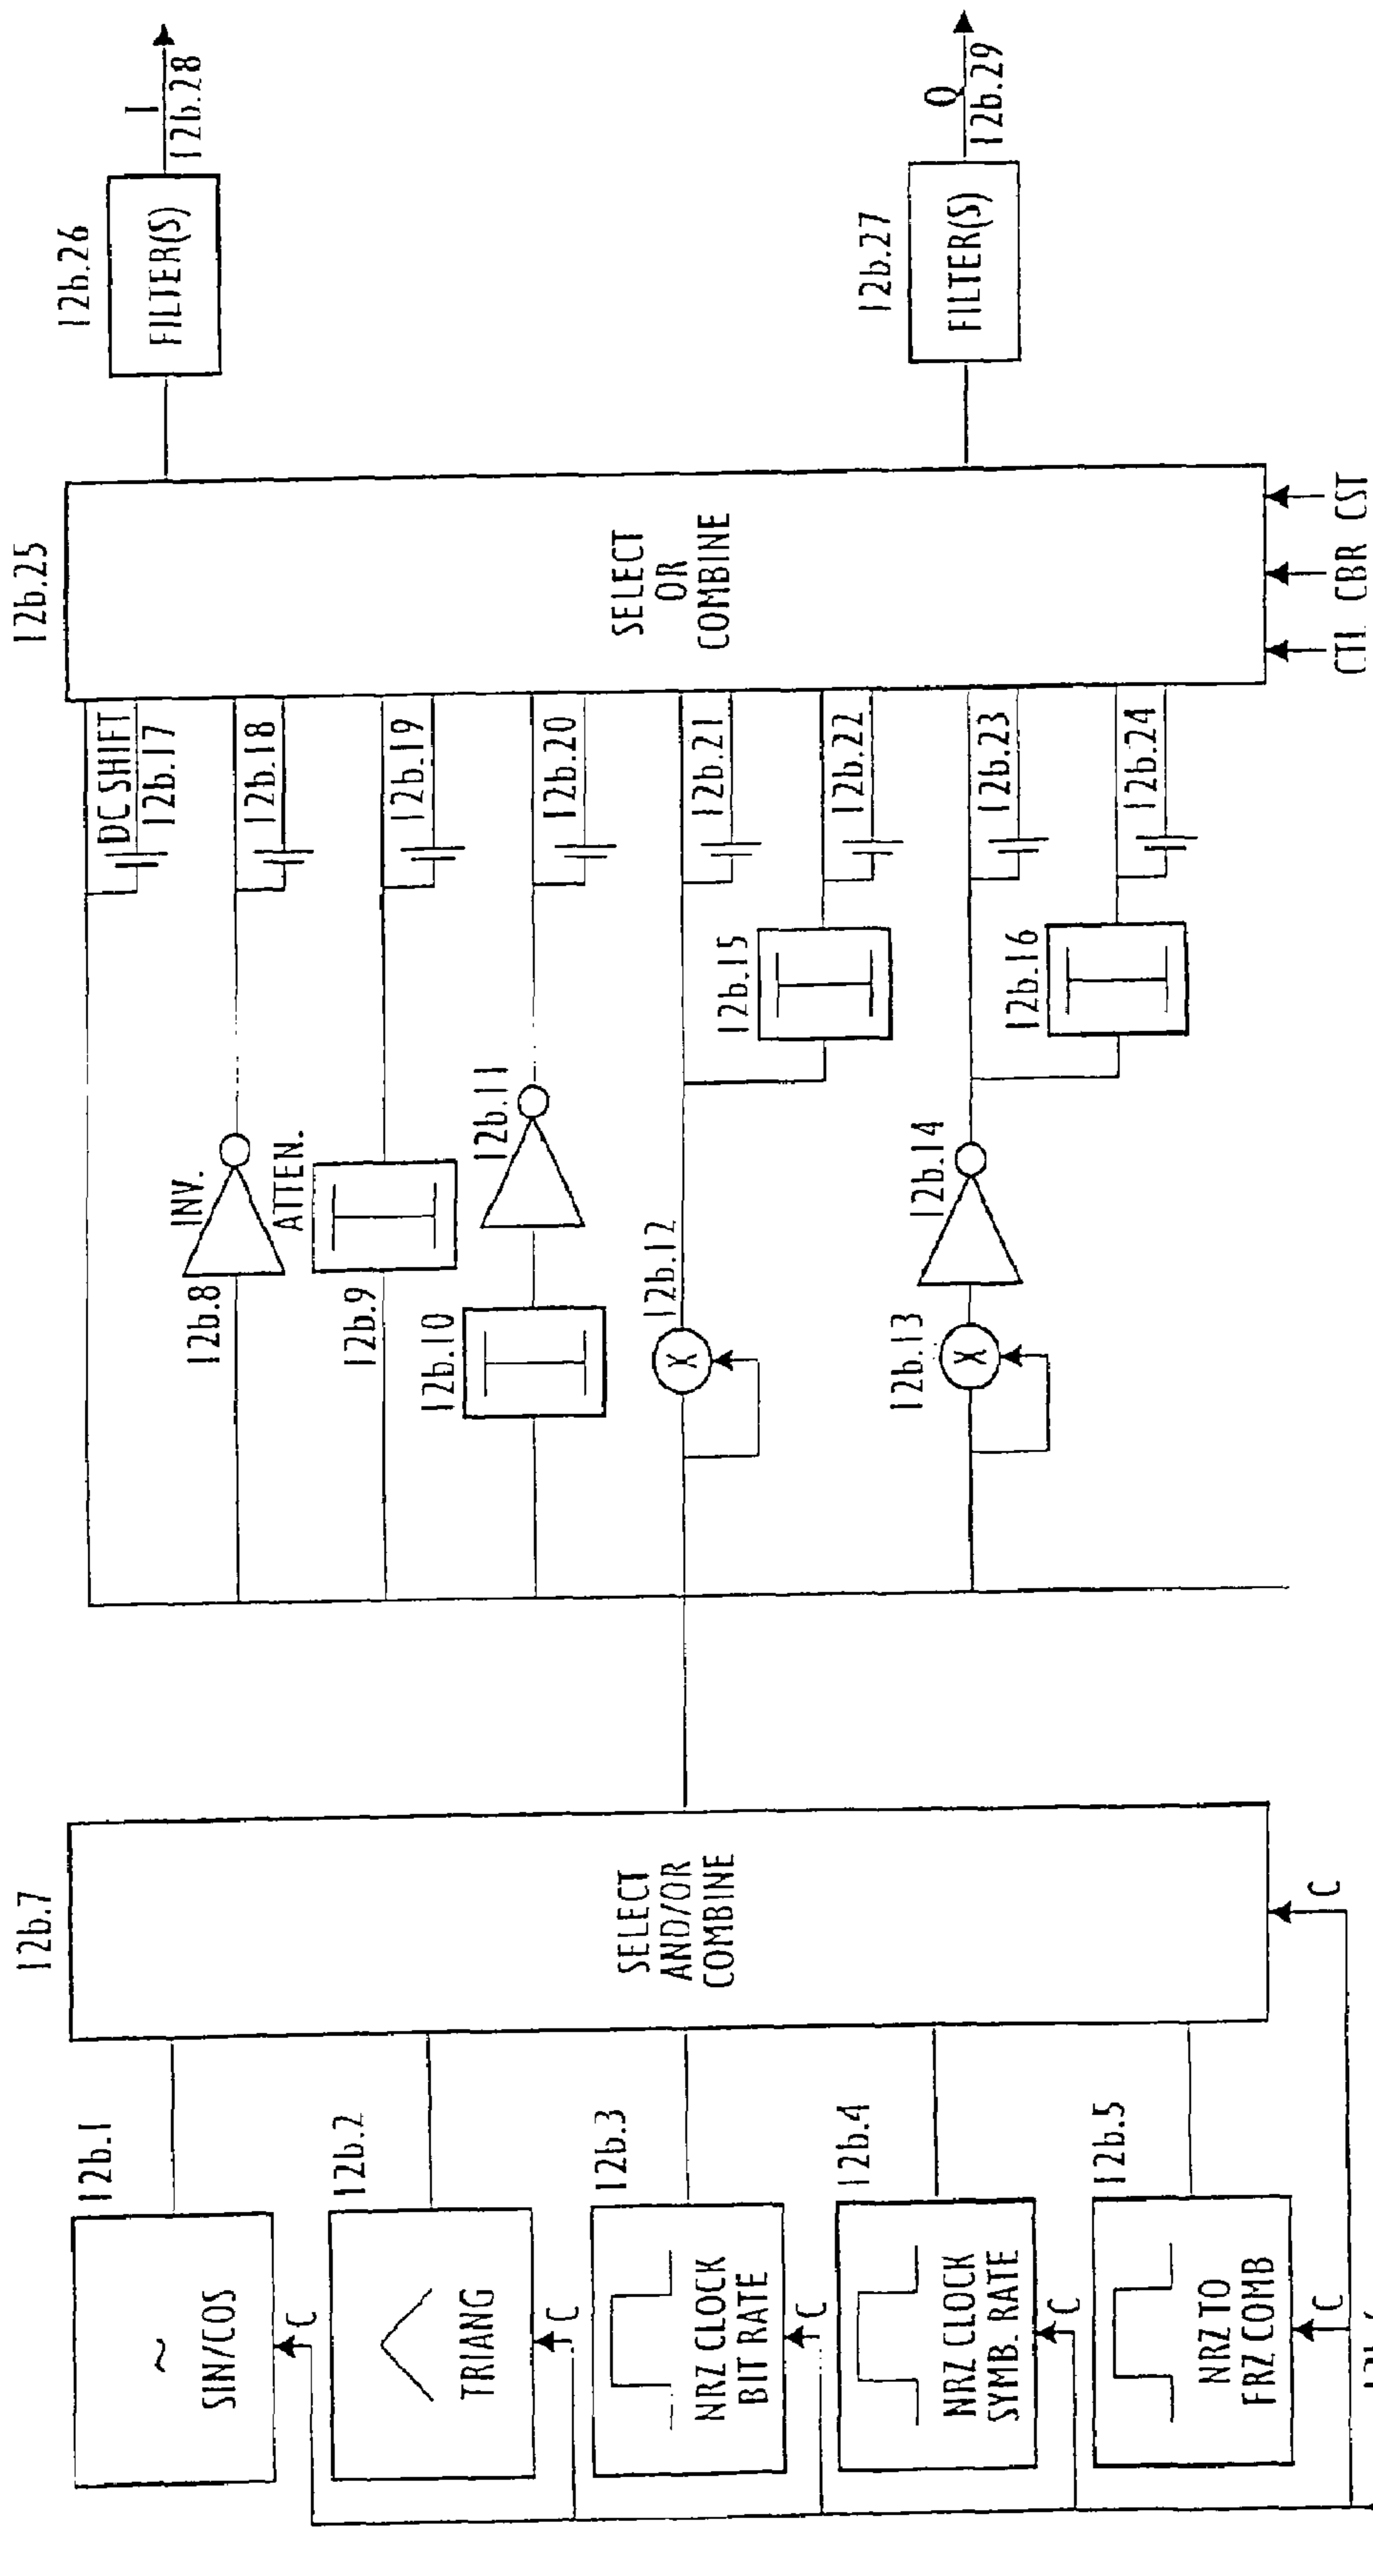 12b.1
~
SIN/COS
C
12b.2
TRIANG
C
12b.3
NRZ CLOCK
BIT RATE
C
12b.4
NRZ CLOCK
SYMB. RATE
C
12b.5
NRZ TO
FRZ COMB
C
12b.7
SELECT
AND/OR
COMBINE
C
12b.8
INV.
12b.9
ATTEN.
12b.10
12b.11
12b.12
X
12b.13
X
12b.14
12b.15
12b.16
DC SHIFT
12b.17
12b.18
12b.19
12b.20
12b.21
12b.22
12b.23
12b.24
12b.25
SELECT
OR
COMBINE
CTL CBR CST
12b.26
FILTER(S)
I
12b.28
12b.27
FILTER(S)
Q
12b.29